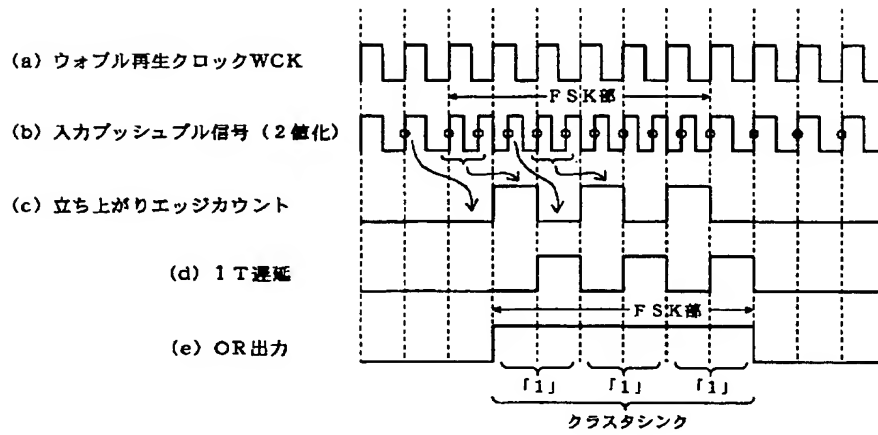 (a) ウォブル再生クロックWCK
FSK部
(b) 入力プッシュプル信号(2値化)
(c) 立ち上がりエッジカウント
(d) 1T遅延
FSK部
(e) OR出力
「1」 「1」 「1」
クラスタシンク